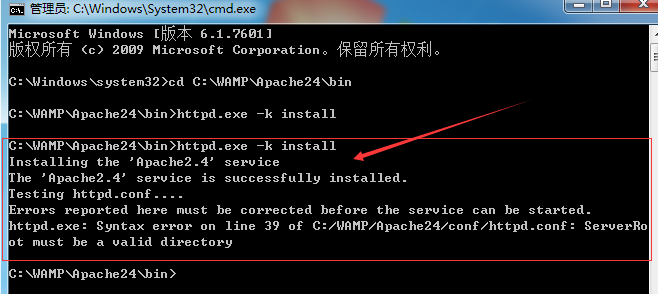 管理员: C:\Windows\System32\cmd.exe
Microsoft Windows [版本 6.1.7601]
版权所有 (c) 2009 Microsoft Corporation。保留所有权利。
C:\Windows\system32>cd C:\WAMP\Apache24\bin
C:\WAMP\Apache24\bin>httpd.exe -k install
C:\WAMP\Apache24\bin>httpd.exe -k install
Installing the 'Apache2.4' service
The 'Apache2.4' service is successfully installed.
Testing httpd.conf....
Errors reported here must be corrected before the service can be started.
httpd.exe: Syntax error on line 39 of C:/WAMP/Apache24/conf/httpd.conf: ServerRo
ot must be a valid directory
C:\WAMP\Apache24\bin>